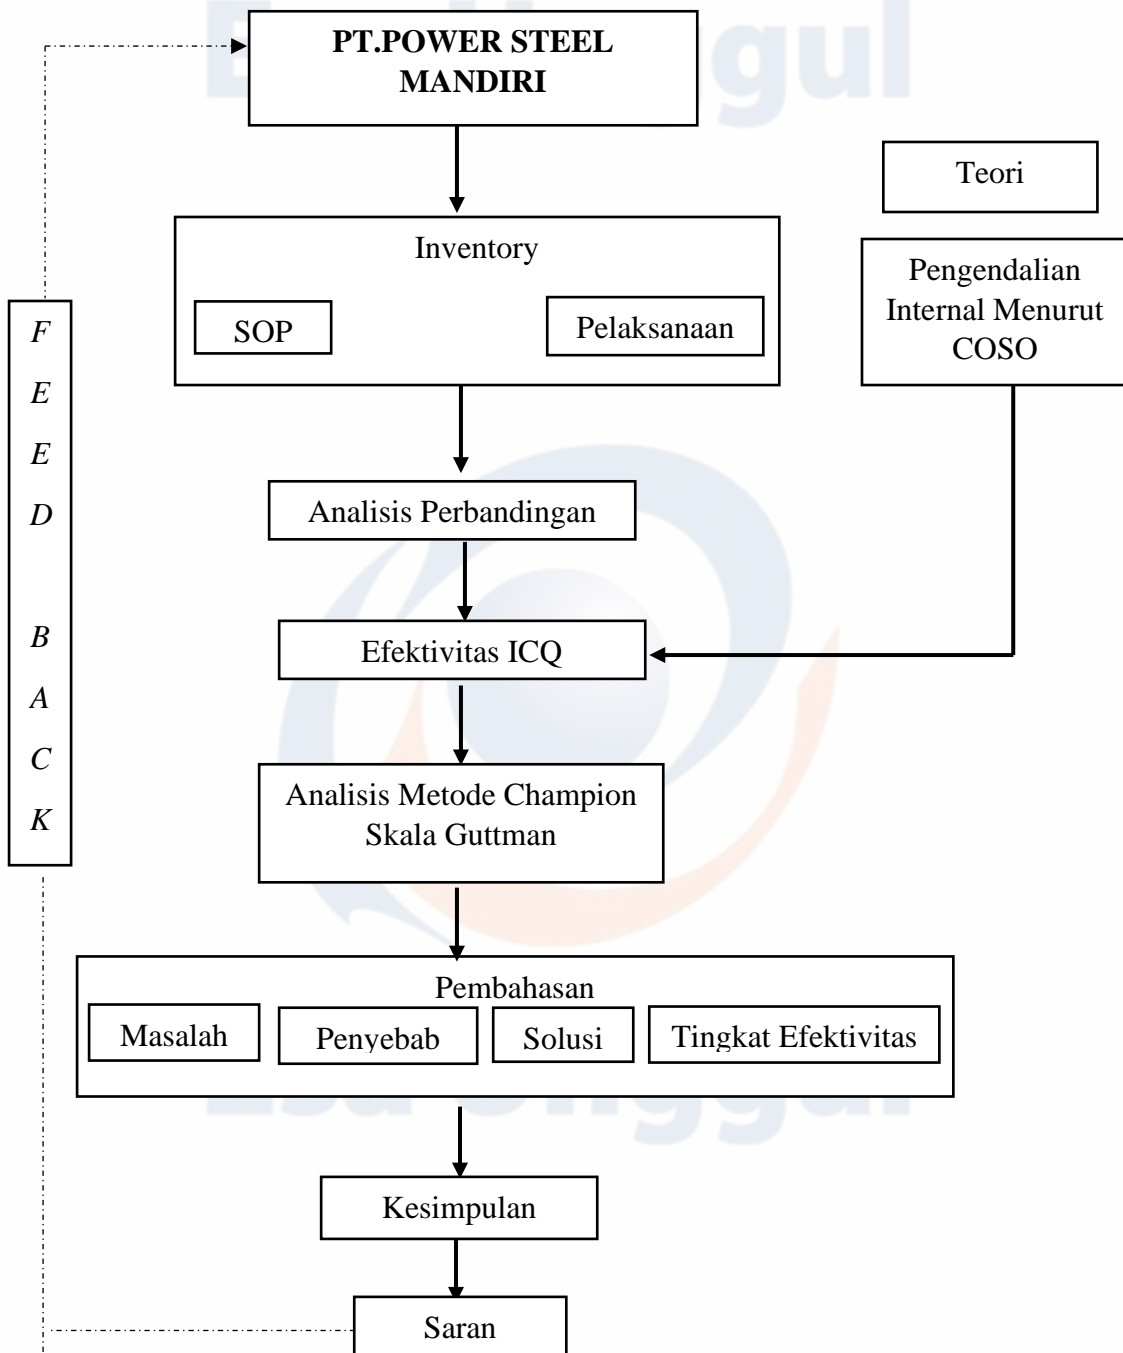 PT.POWER STEEL
MANDIRI
Teori
Inventory
SOP
Pelaksanaan
Pengendalian
Internal Menurut
COSO
F
E
E
D
B
A
C
K
Analisis Perbandingan
Efektivitas ICQ
Analisis Metode Champion
Skala Guttman
Pembahasan
Masalah
Penyebab
Solusi
Tingkat Efektivitas
Kesimpulan
Saran